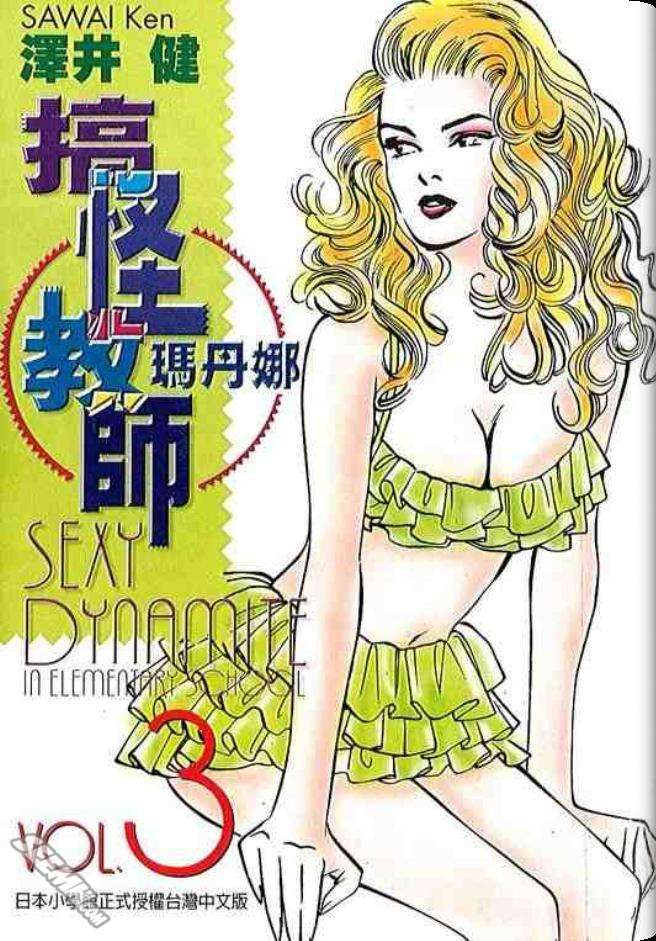 SAWAI Ken
澤井 健
搞怪教師
瑪丹娜
SEXY
DYNAMITE
IN ELEMENTARY SCHOOL
VOL.3
日本小學館正式授權台灣中文版